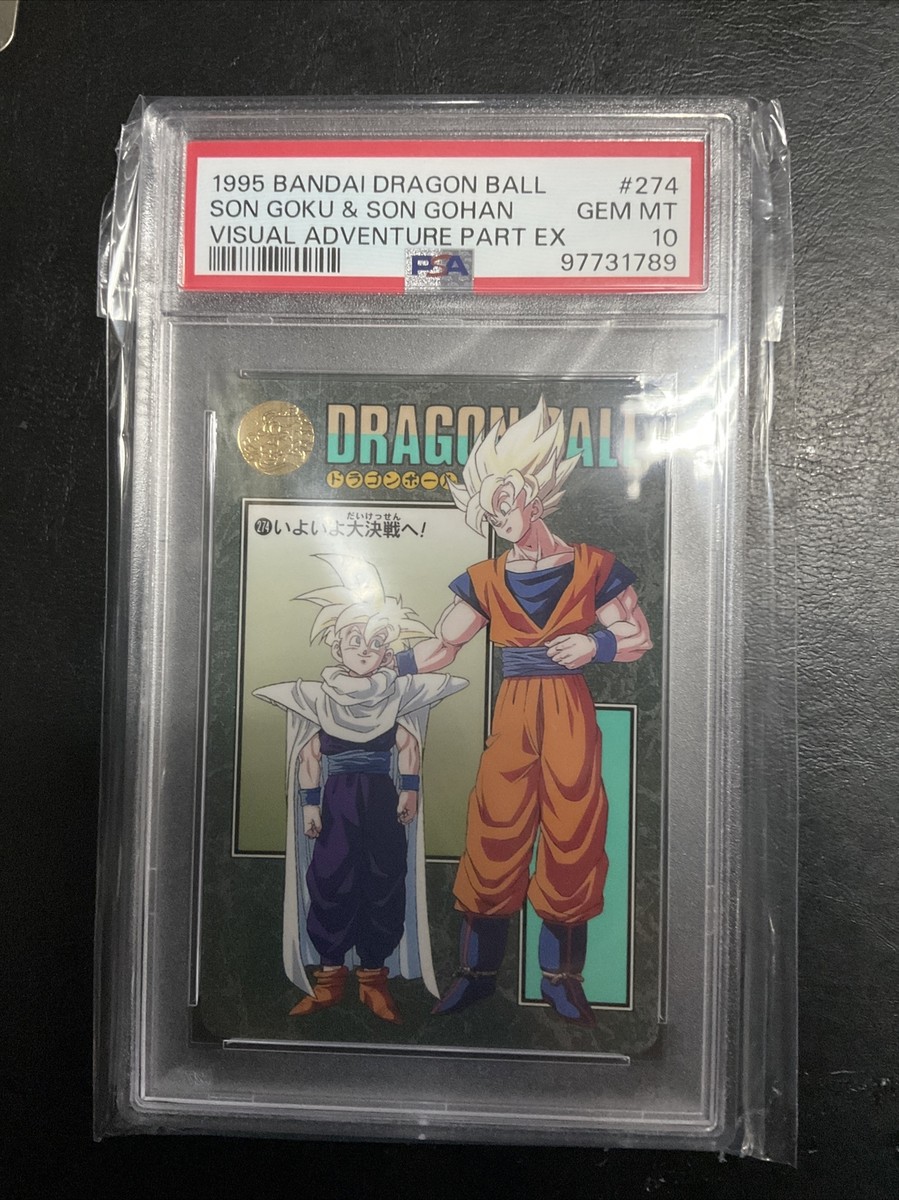 1995 BANDAI DRAGON BALL #274
SON GOKU & SON GOHAN GEM MT
VISUAL ADVENTURE PART EX 10
PSA 97731789
DRAGON BALL
ドラゴンボール
だいけっせん
274 いよいよ大決戦へ!